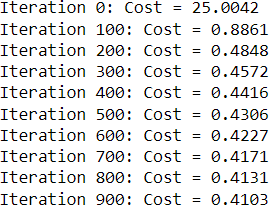 Iteration 0: Cost = 25.0042
Iteration 100: Cost = 0.8861
Iteration 200: Cost = 0.4848
Iteration 300: Cost = 0.4572
Iteration 400: Cost = 0.4416
Iteration 500: Cost = 0.4306
Iteration 600: Cost = 0.4227
Iteration 700: Cost = 0.4171
Iteration 800: Cost = 0.4131
Iteration 900: Cost = 0.4103